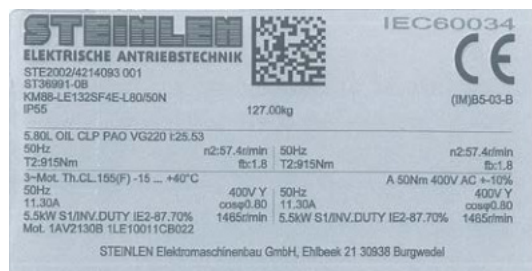 STEINLEN
IEC60034
ELEKTRISCHE ANTRIEBSTECHNIK
CE
STE2002/4214093 001
ST36991-0B
KM88-LE132SF4E-L80/50N
(IM)B5-03-B
IP55 127.00kg
5.80L OIL CLP PAO VG220 i:25.53
50Hz n2:57.4r/min 50Hz n2:57.4r/min
T2:915Nm fb:1.8 T2:915Nm fb:1.8
3~Mot. Th.CL.155(F) -15 ... +40°C A 50Nm 400V AC +-10%
50Hz 400V Y 50Hz 400V Y
11.30A cosφ0.80 11.30A cosφ0.80
5.5kW S1/INV.DUTY IE2-87.70% 1465r/min 5.5kW S1/INV.DUTY IE2-87.70% 1465r/min
Mot. 1AV2130B 1LE10011CB022
STEINLEN Elektromaschinenbau GmbH, Ehlbeek 21 30938 Burgwedel